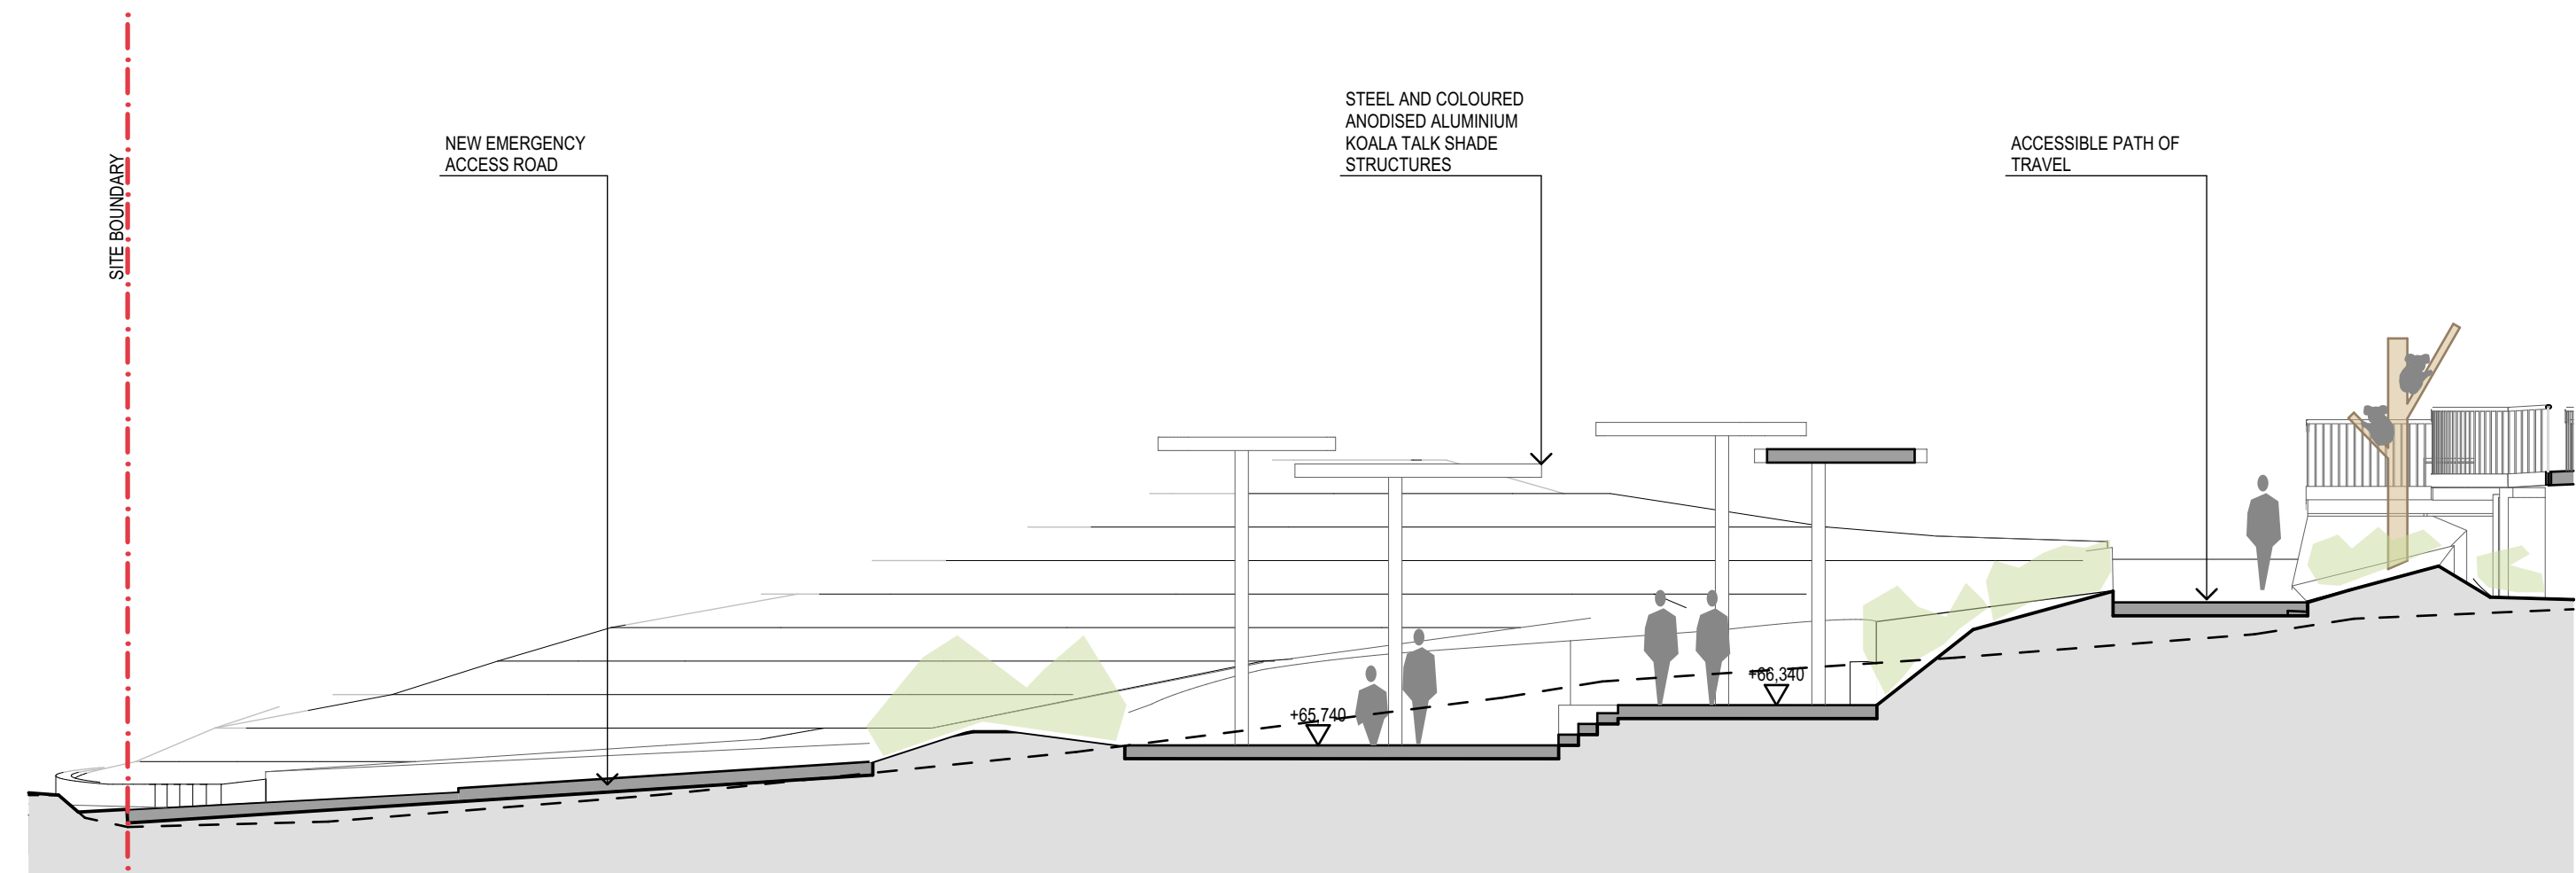 SITE BOUNDARY
NEW EMERGENCY
ACCESS ROAD
STEEL AND COLOURED
ANODISED ALUMINIUM
KOALA TALK SHADE
STRUCTURES
ACCESSIBLE PATH OF
TRAVEL
+65,740
+66,340